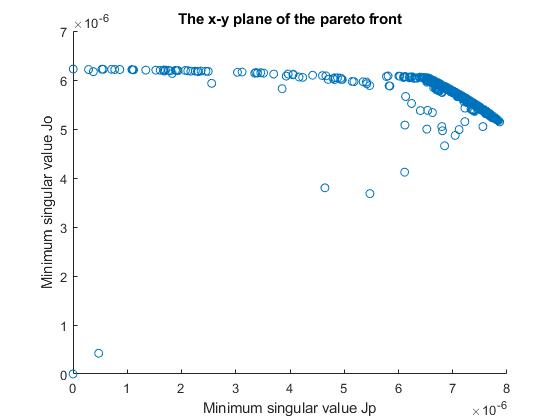 The x-y plane of the pareto front
×10⁻⁶
7
6
5
4
3
2
1
0
Minimum singular value Jo
0 1 2 3 4 5 6 7 8
Minimum singular value Jp
×10⁻⁶